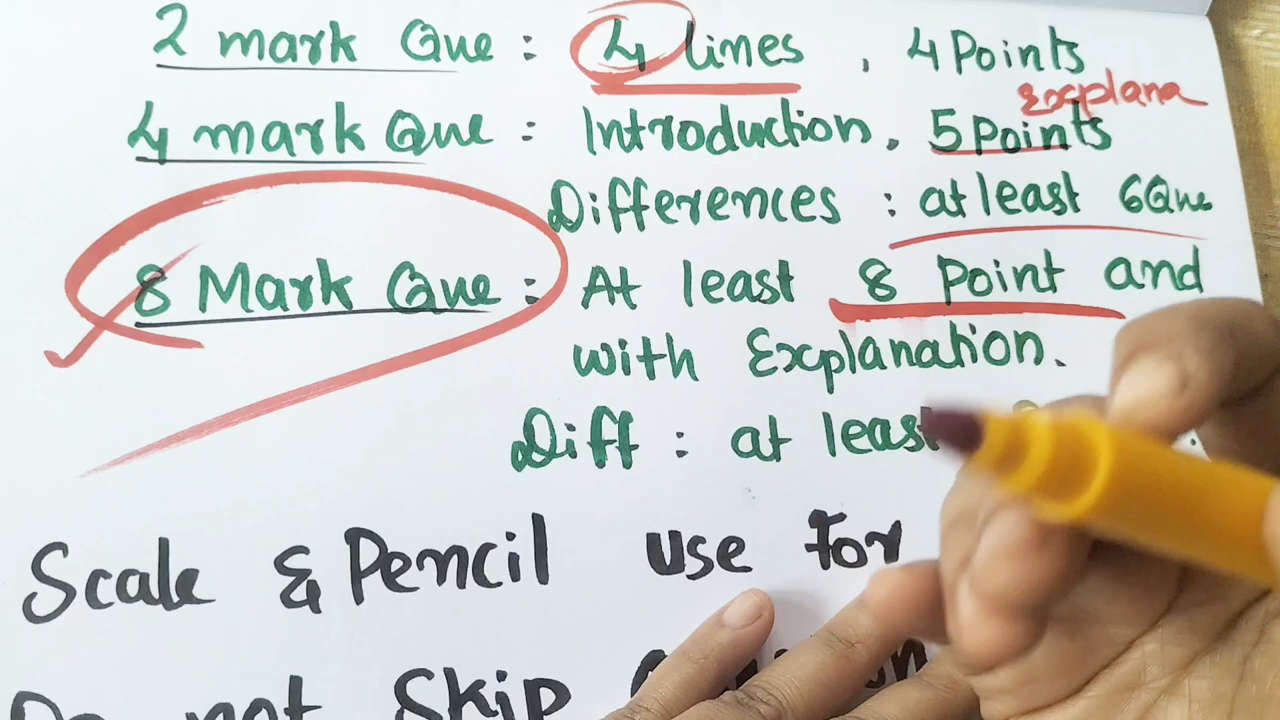 2 mark Que : 4 lines , 4 Points
Explana
4 mark Que : Introduction, 5 Points
Differences : at least 6 Que
8 Mark Que : At least 8 Point and
with Explanation.
Diff : at least
Scale & Pencil use for
not Skip